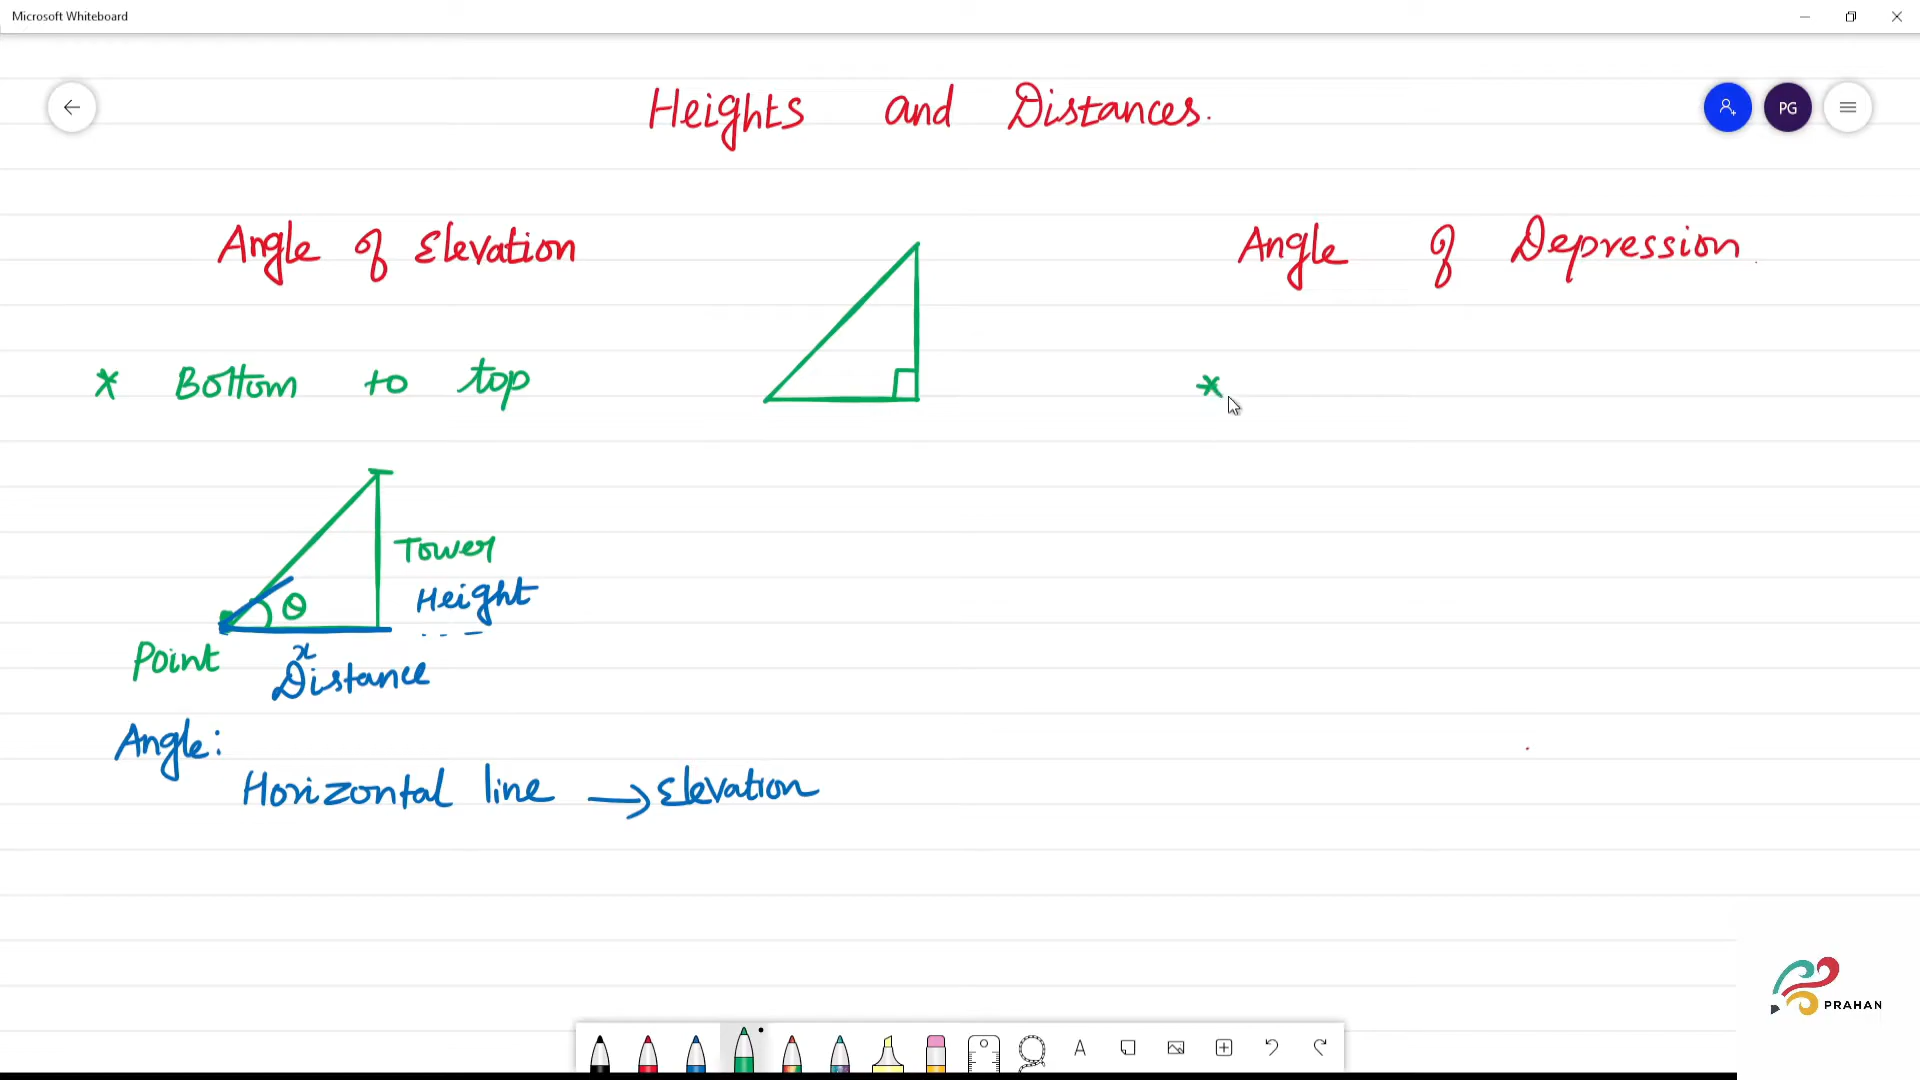 Microsoft Whiteboard
Heights and Distances.
PG
Angle of Elevation
Angle of Depression
* Bottom to top
*
Tower
Height
θ
Point
x
Distance
Angle:
Horizontal line → Elevation
PRAHAN
A